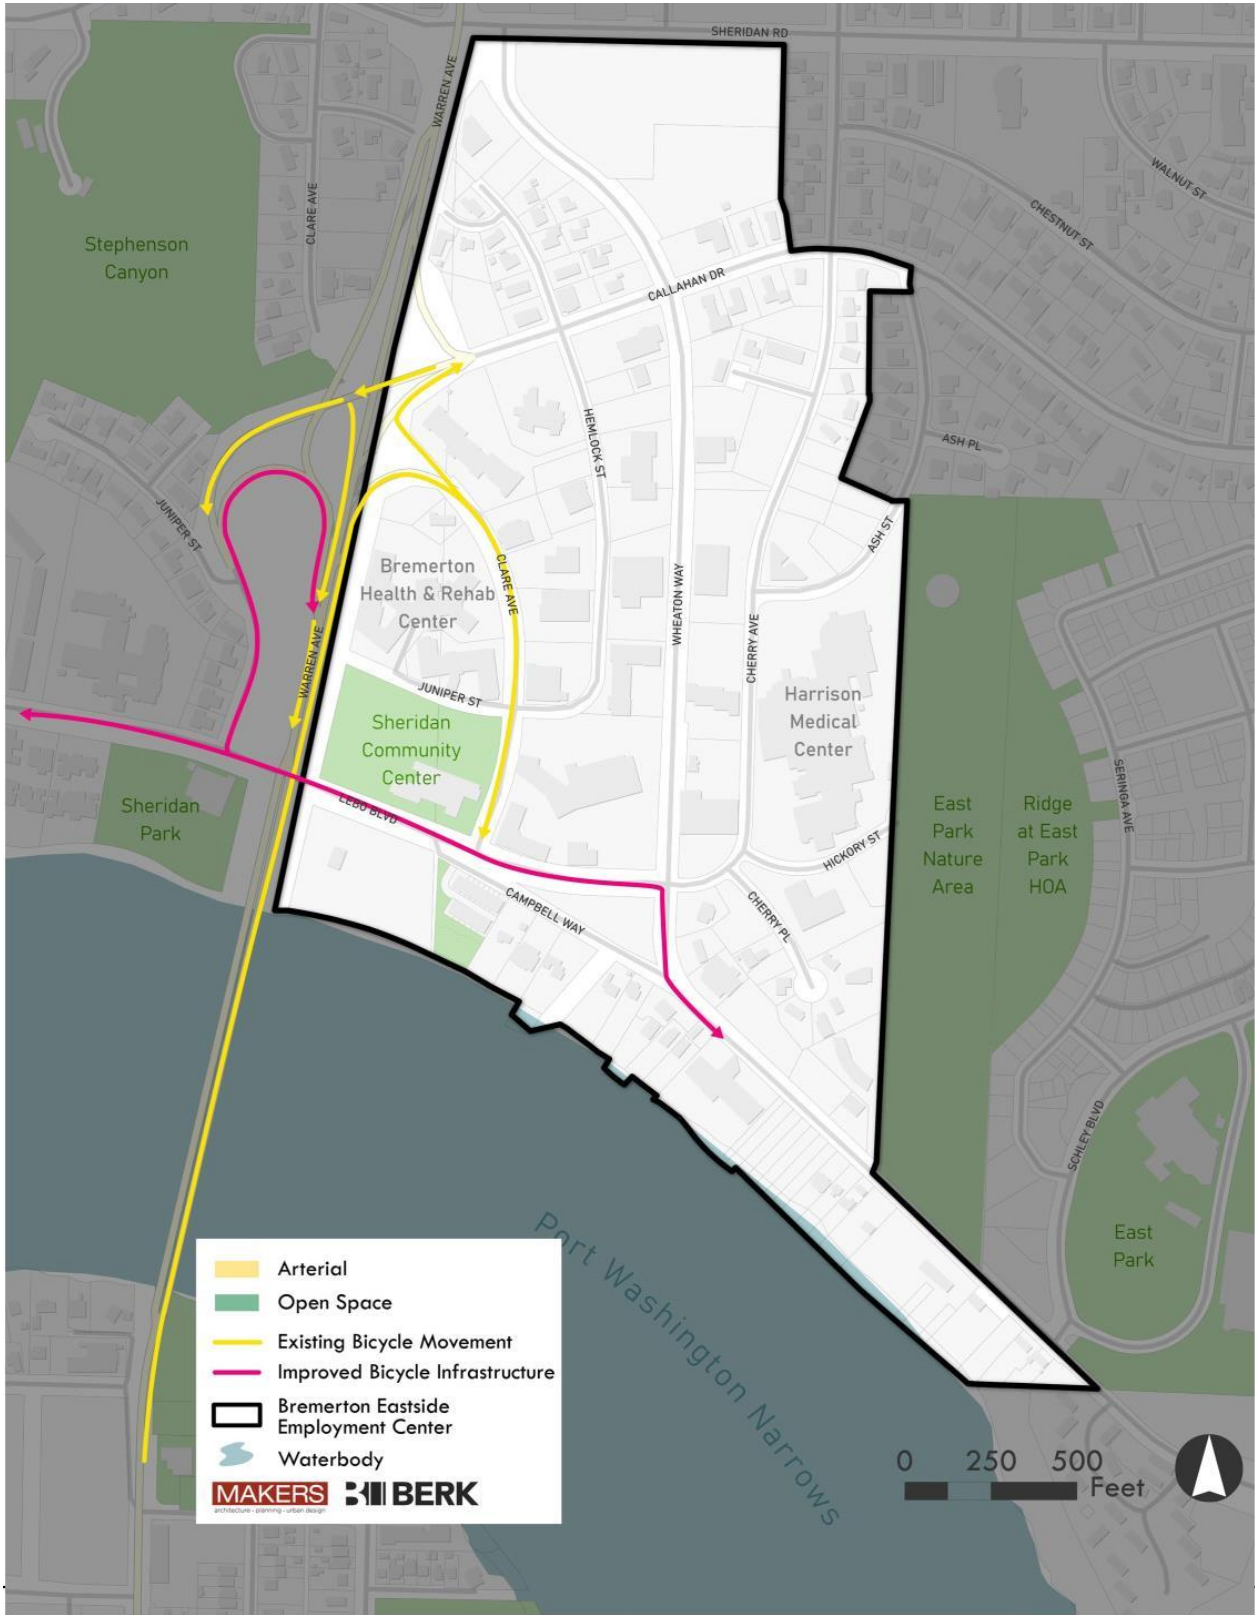 SHERIDAN RD
WARREN AVE
WALNUT ST
CLARE AVE
CHESTNUT ST
Stephenson
Canyon
CALLAHAN DR
HEMLOCK ST
ASH PL
JUNIPER ST
ASH ST
Bremerton
Health & Rehab
Center
CLARE AVE
WHEATON WAY
CHERRY AVE
WARREN AVE
JUNIPER ST
Harrison
Medical
Center
Sheridan
Community
Center
SERINGA AVE
Sheridan
Park
LEBO BLVD
East
Park
Nature
Area
Ridge
at East
Park
HOA
HICKORY ST
CAMPBELL WAY
CHERRY PL
SCHLEY BLVD
East
Park
Port Washington Narrows
Arterial
Open Space
Existing Bicycle Movement
Improved Bicycle Infrastructure
Bremerton Eastside
Employment Center
Waterbody
MAKERS
architecture - planning - urban design
BERK
0 250 500
Feet